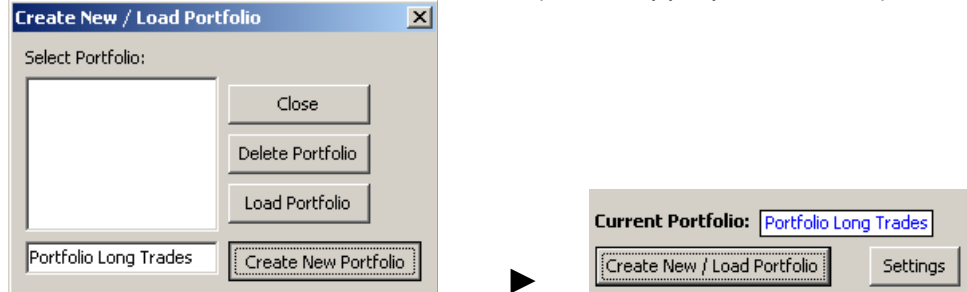 Create New / Load Portfolio
Select Portfolio:
Close
Delete Portfolio
Load Portfolio
Portfolio Long Trades
Create New Portfolio
Current Portfolio: Portfolio Long Trades
Create New / Load Portfolio
Settings